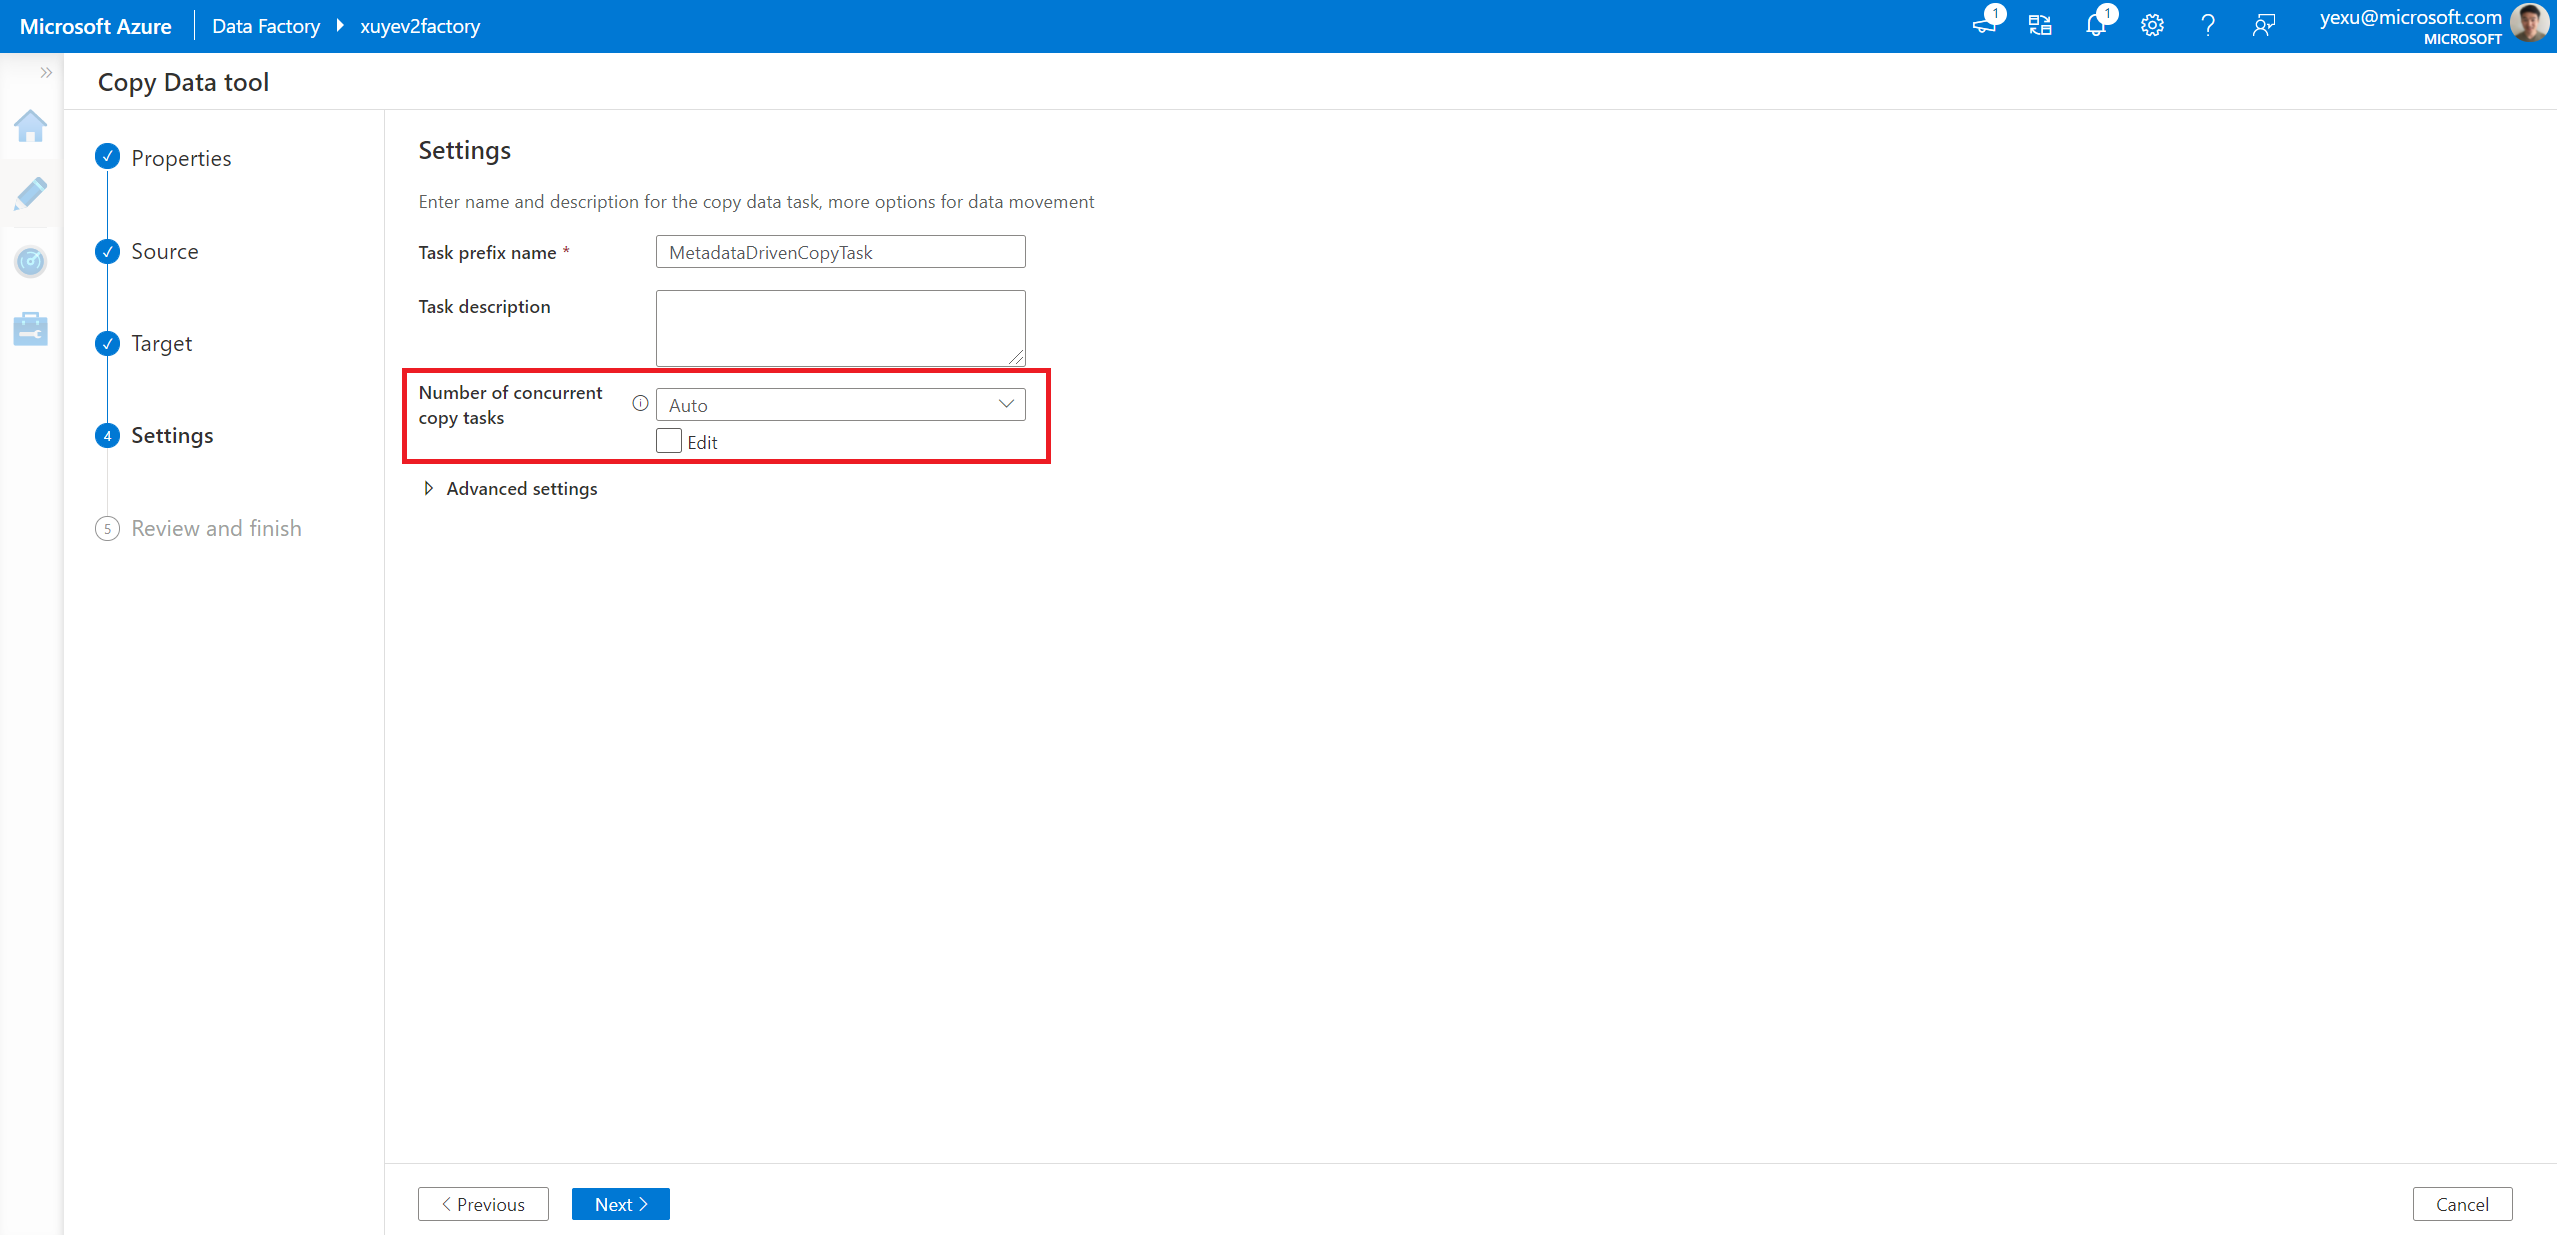 Microsoft Azure
Data Factory
xuyev2factory
1
1
yexu@microsoft.com
MICROSOFT
Copy Data tool
Properties
Source
Target
4 Settings
5 Review and finish
Settings
Enter name and description for the copy data task, more options for data movement
Task prefix name * MetadataDrivenCopyTask
Task description
Number of concurrent
copy tasks
Auto
Edit
Advanced settings
Previous
Next
Cancel